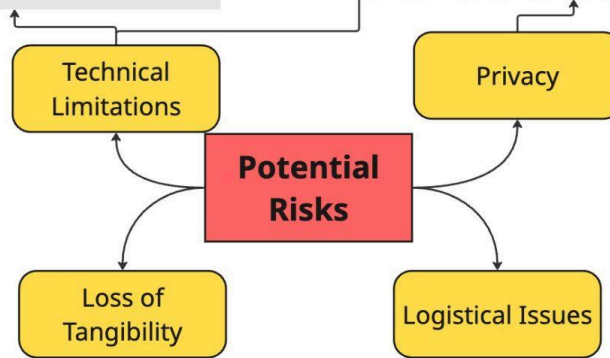 Technical
Limitations
Privacy
Potential
Risks
Loss of
Tangibility
Logistical Issues